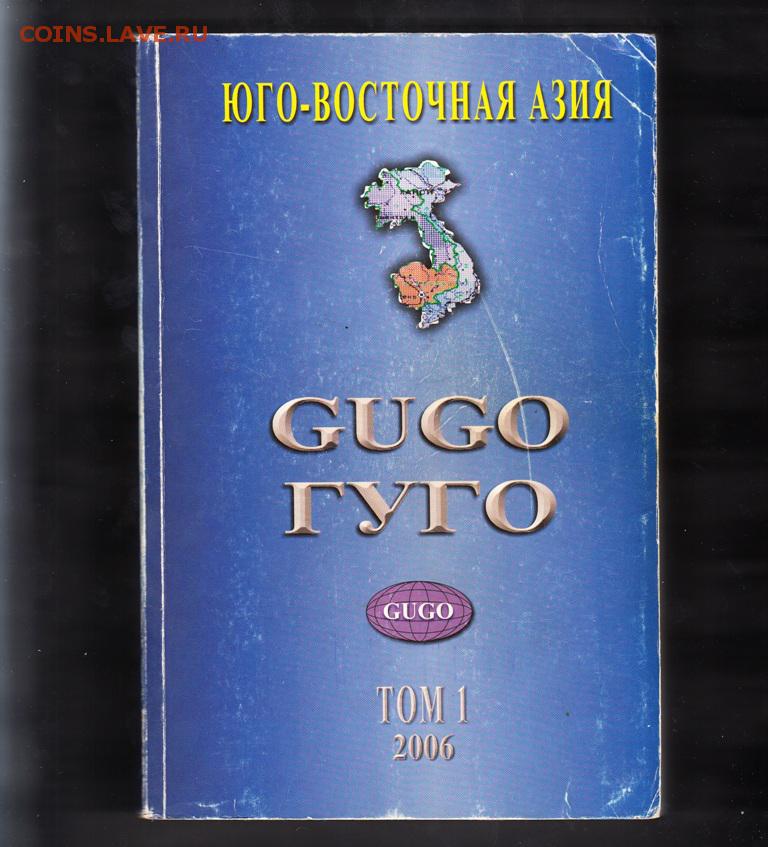 COINS.LAVE.RU
ЮГО-ВОСТОЧНАЯ АЗИЯ
GUGO
ГУГО
GUGO
ТОМ 1
2006